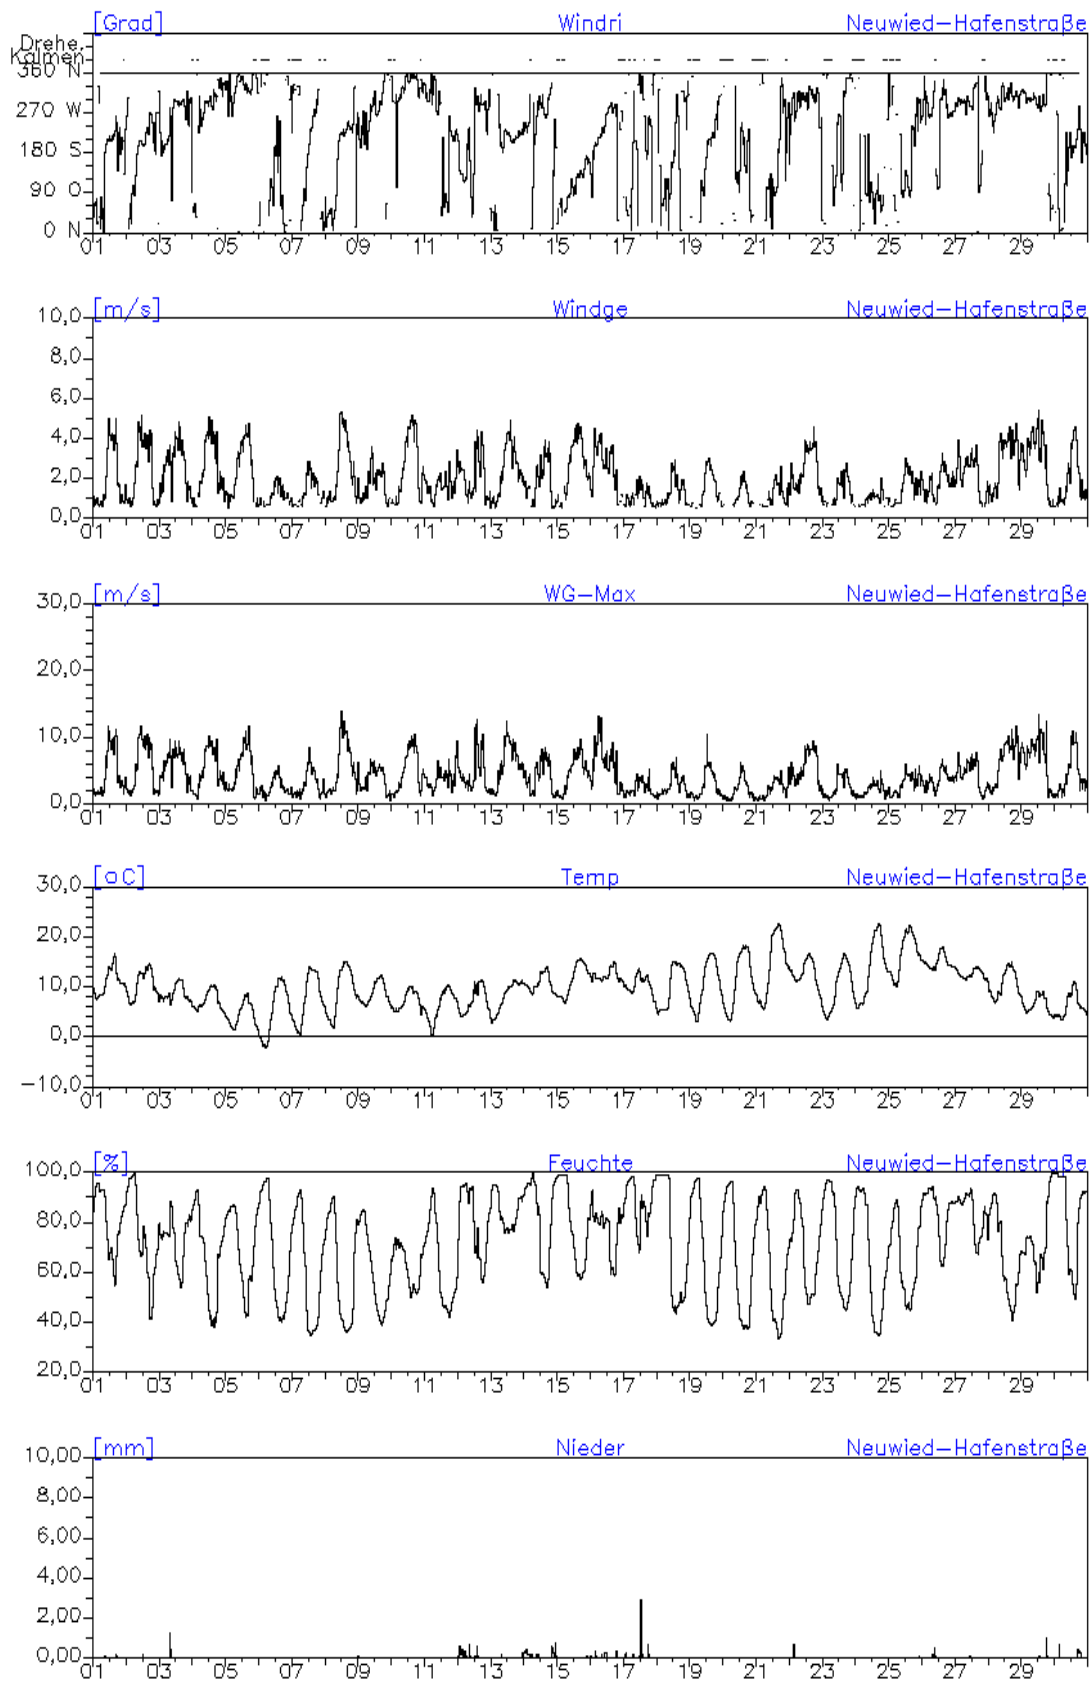 [Grad] Windri Neuwied-Hafenstraße
Drehe.
Kalmen
360 N
270 W
180 S
90 O
0 N
01 03 05 07 09 11 13 15 17 19 21 23 25 27 29
[m/s] Windge Neuwied-Hafenstraße
10,0
8,0
6,0
4,0
2,0
0,0
01 03 05 07 09 11 13 15 17 19 21 23 25 27 29
[m/s] WG-Max Neuwied-Hafenstraße
30,0
20,0
10,0
0,0
01 03 05 07 09 11 13 15 17 19 21 23 25 27 29
[oC] Temp Neuwied-Hafenstraße
30,0
20,0
10,0
0,0
-10,0
01 03 05 07 09 11 13 15 17 19 21 23 25 27 29
[%] Feuchte Neuwied-Hafenstraße
100,0
80,0
60,0
40,0
20,0
01 03 05 07 09 11 13 15 17 19 21 23 25 27 29
[mm] Nieder Neuwied-Hafenstraße
10,00
8,00
6,00
4,00
2,00
0,00
01 03 05 07 09 11 13 15 17 19 21 23 25 27 29